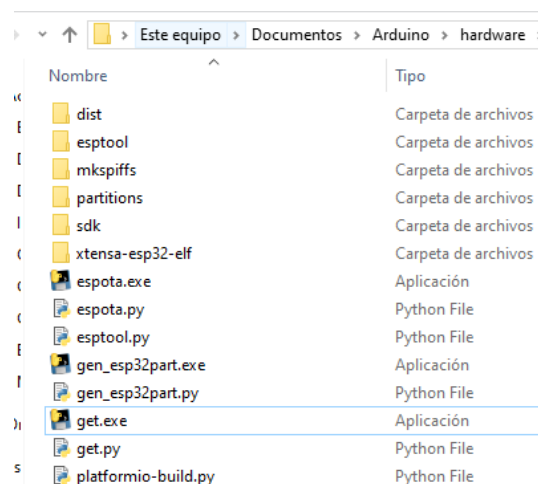 Este equipo > Documentos > Arduino > hardware
Nombre Tipo
dist Carpeta de archivos
esptool Carpeta de archivos
mkspiffs Carpeta de archivos
partitions Carpeta de archivos
sdk Carpeta de archivos
xtensa-esp32-elf Carpeta de archivos
espota.exe Aplicación
espota.py Python File
esptool.py Python File
gen_esp32part.exe Aplicación
gen_esp32part.py Python File
get.exe Aplicación
get.py Python File
platformio-build.py Python File